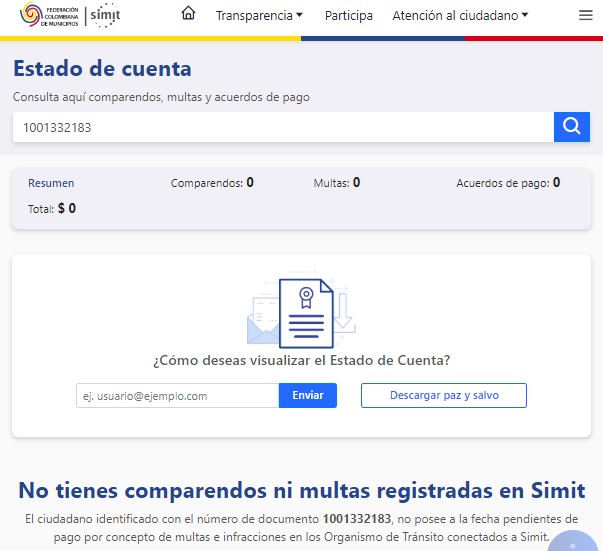 FEDERACIÓN
COLOMBIANA
DE MUNICIPIOS
simit
Transparencia Participa Atención al ciudadano
Estado de cuenta
Consulta aquí comparendos, multas y acuerdos de pago
1001332183
Resumen Comparendos: 0 Multas: 0 Acuerdos de pago: 0
Total: $ 0
¿Cómo deseas visualizar el Estado de Cuenta?
ej. usuario@ejemplo.com Enviar Descargar paz y salvo
No tienes comparendos ni multas registradas en Simit
El ciudadano identificado con el número de documento 1001332183, no posee a la fecha pendientes de
pago por concepto de multas e infracciones en los Organismo de Tránsito conectados a Simit.